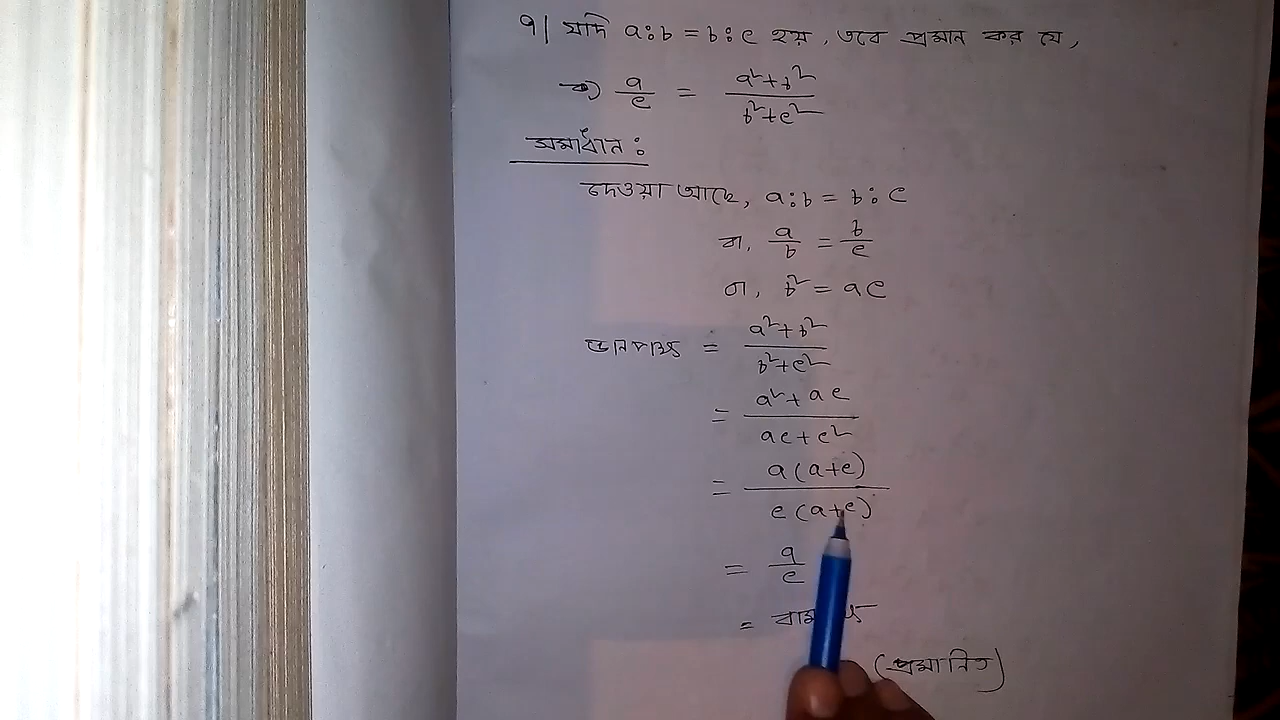 ৭| যদি a:b = b:c হয়, তবে প্রমান কর যে,
ক) a/c = a²+b² / b²+c²
সমাধান :
দেওয়া আছে, a:b = b:c
বা, a/b = b/c
বা, b² = ac
ডানপক্ষ = a²+b² / b²+c²
= a²+ac / ac+c²
= a(a+c) / c(a+c)
= a/c
=
(প্রমানিত)